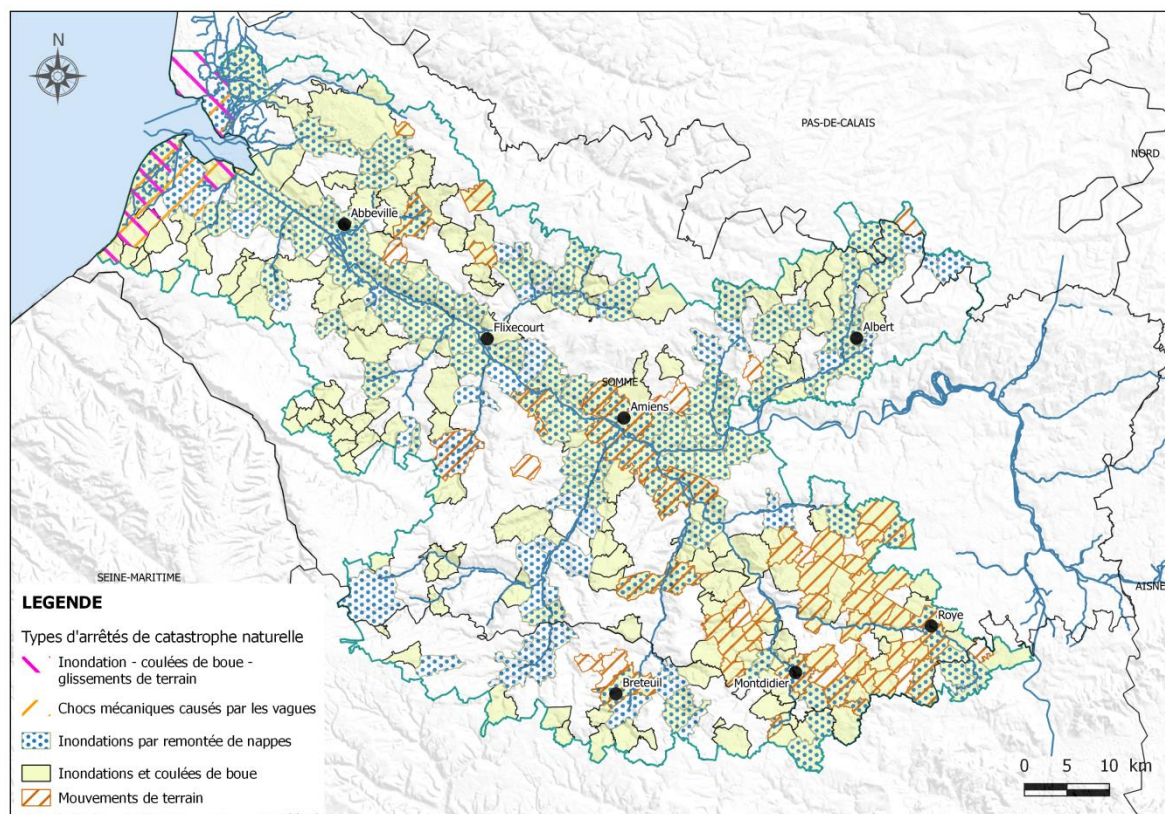 N
PAS-DE-CALAIS
NORD
Abbeville
Flixecourt
Albert
SOMME
Amiens
SEINE-MARITIME
AISNE
Roye
Montdidier
Breteuil
LEGENDE
Types d'arrêtés de catastrophe naturelle
Inondation - coulées de boue -
glissements de terrain
Chocs mécaniques causés par les vagues
Inondations par remontée de nappes
Inondations et coulées de boue
Mouvements de terrain
0 5 10 km